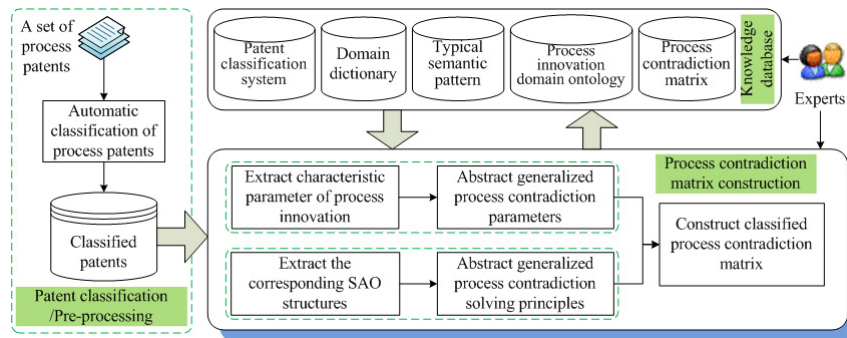 A set of
process
patents
Automatic
classification of
process patents
Classified
patents
Patent classification
/Pre-processing
Patent
classification
system
Domain
dictionary
Typical
semantic
pattern
Process
innovation
domain ontology
Process
contradiction
matrix
Knowledge
database
Experts
Process contradiction
matrix construction
Extract characteristic
parameter of process
innovation
Abstract generalized
process contradiction
parameters
Extract the
corresponding SAO
structures
Abstract generalized
process contradiction
solving principles
Construct classified
process contradiction
matrix